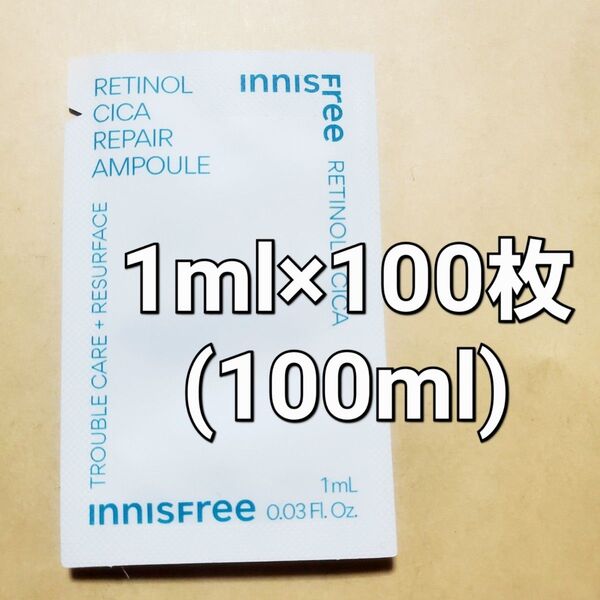 RETINOL
CICA
REPAIR
AMPOULE
INNISFree
RETINOL CICA
TROUBLE CARE + RESURFACE
1ml×100枚
(100ml)
1mL
INNISFree 0.03 Fl. Oz.